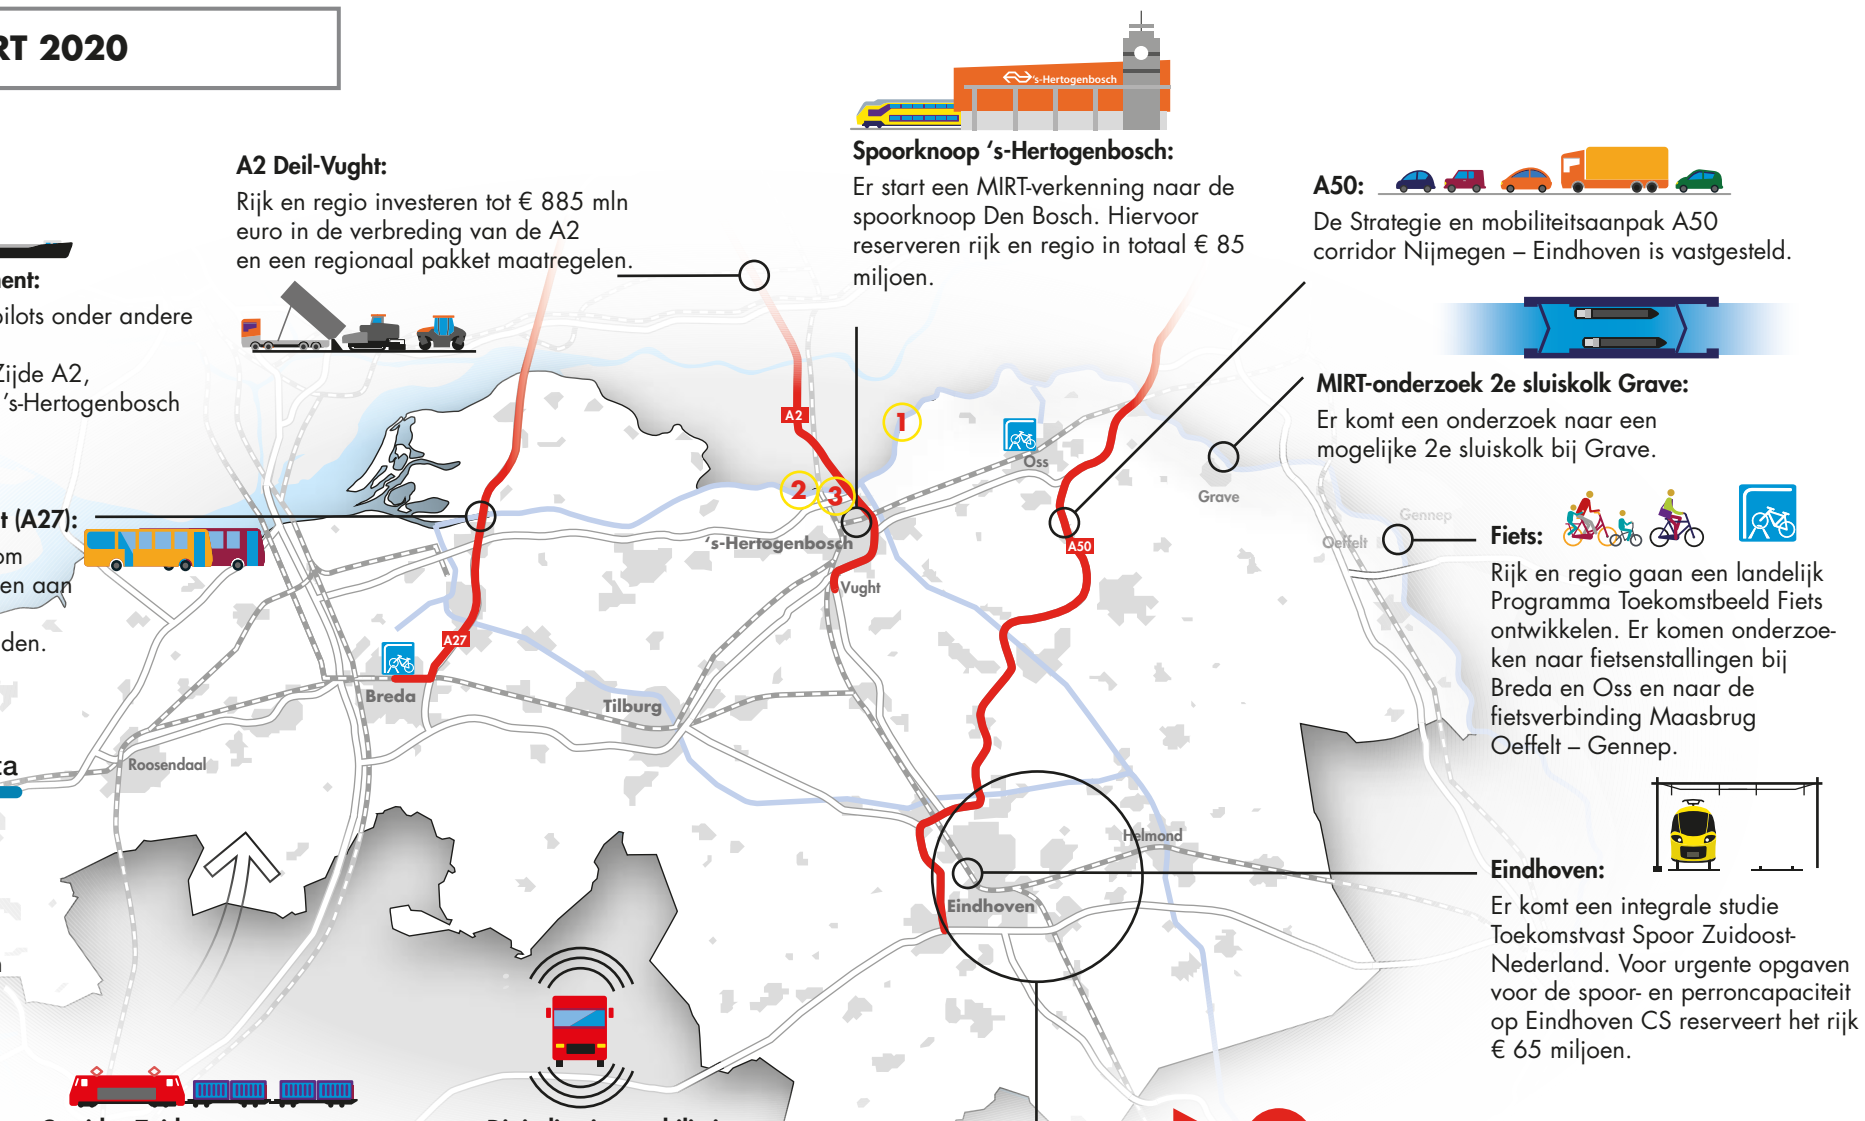 RT 2020
's-Hertogenbosch
A2 Deil-Vught:
Rijk en regio investeren tot € 885 mln
euro in de verbreding van de A2
en een regionaal pakket maatregelen.
Spoorknoop ‘s-Hertogenbosch:
Er start een MIRT-verkenning naar de
spoorknoop Den Bosch. Hiervoor
reserveren rijk en regio in totaal € 85
miljoen.
A50:
De Strategie en mobiliteitsaanpak A50
corridor Nijmegen – Eindhoven is vastgesteld.
MIRT-onderzoek 2e sluiskolk Grave:
Er komt een onderzoek naar een
mogelijke 2e sluiskolk bij Grave.
Fiets:
Rijk en regio gaan een landelijk
Programma Toekomstbeeld Fiets
ontwikkelen. Er komen onderzoe-
ken naar fietsenstallingen bij
Breda en Oss en naar de
fietsverbinding Maasbrug
Oeffelt – Gennep.
Eindhoven:
Er komt een integrale studie
Toekomstvast Spoor Zuidoost-
Nederland. Voor urgente opgaven
voor de spoor- en perroncapaciteit
op Eindhoven CS reserveert het rijk
€ 65 miljoen.
ent:
pilots onder andere
Zijde A2,
's-Hertogenbosch
t (A27):
om
en aan
den.
ta
A2
1
2
3
Oss
Grave
Gennep
Oeffelt
's-Hertogenbosch
Vught
A50
A27
Breda
Tilburg
Roosendaal
Helmond
Eindhoven